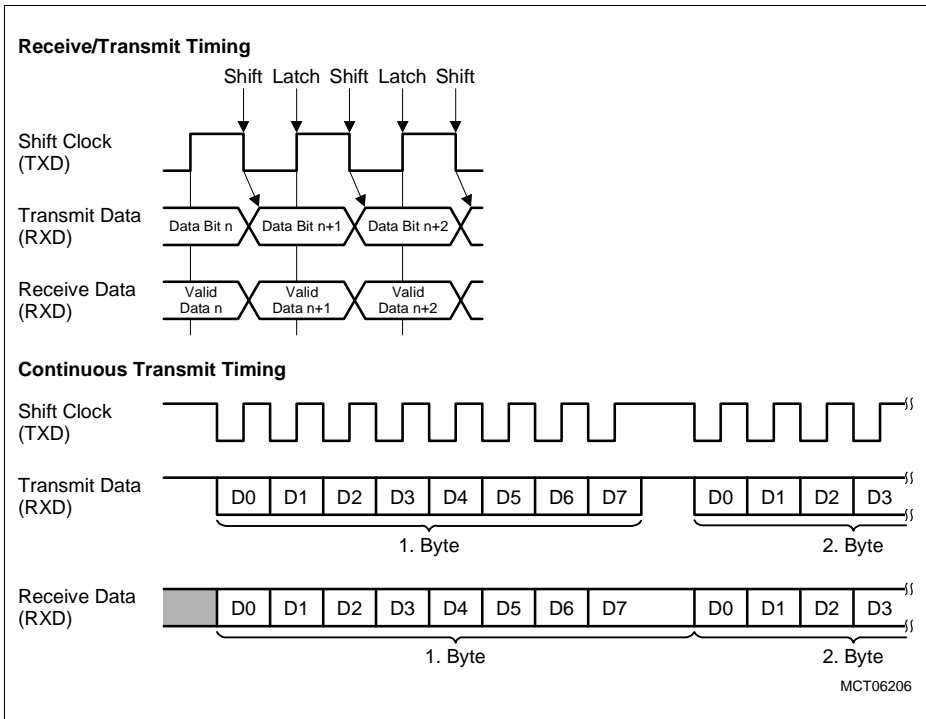 Receive/Transmit Timing
Shift Latch Shift Latch Shift
Shift Clock
(TXD)
Transmit Data
(RXD)
Data Bit n Data Bit n+1 Data Bit n+2
Receive Data
(RXD)
Valid
Data n
Valid
Data n+1
Valid
Data n+2
Continuous Transmit Timing
Shift Clock
(TXD)
Transmit Data
(RXD)
D0 D1 D2 D3 D4 D5 D6 D7 D0 D1 D2 D3
1. Byte 2. Byte
Receive Data
(RXD)
D0 D1 D2 D3 D4 D5 D6 D7 D0 D1 D2 D3
1. Byte 2. Byte
MCT06206